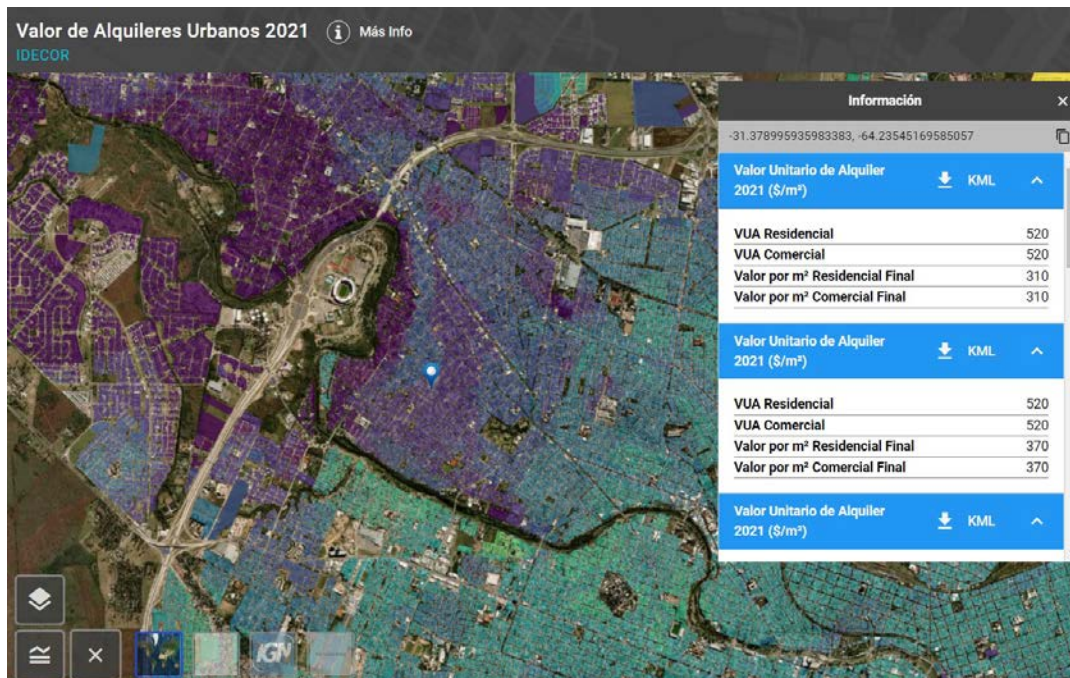 Valor de Alquileres Urbanos 2021 i Más Info
IDECOR
Información ×
-31.378995935983383, -64.23545169585057
Valor Unitario de Alquiler
2021 ($/m²) KML
VUA Residencial 520
VUA Comercial 520
Valor por m² Residencial Final 310
Valor por m² Comercial Final 310
Valor Unitario de Alquiler
2021 ($/m²) KML
VUA Residencial 520
VUA Comercial 520
Valor por m² Residencial Final 370
Valor por m² Comercial Final 370
Valor Unitario de Alquiler
2021 ($/m²) KML
IGN